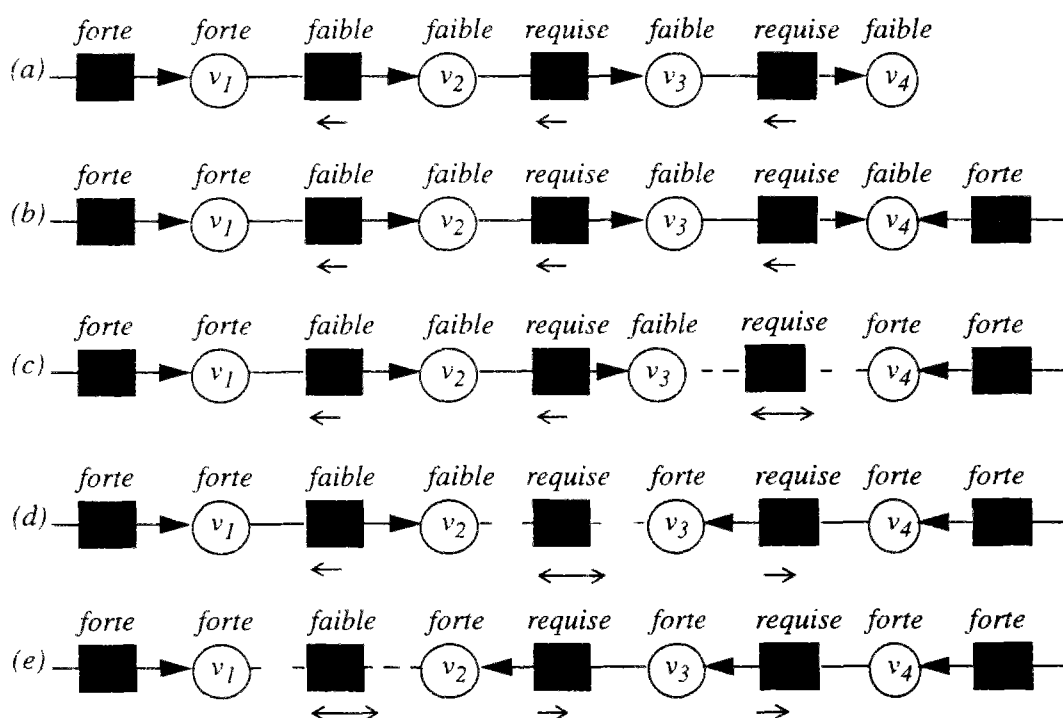 forte forte faible faible requise faible requise faible
(a) v1 v2 v3 v4
forte forte faible faible requise faible requise faible forte
(b) v1 v2 v3 v4
forte forte faible faible requise faible requise forte forte
(c) v1 v2 v3 v4
forte forte faible faible requise forte requise forte forte
(d) v1 v2 v3 v4
forte forte faible forte requise forte requise forte forte
(e) v1 v2 v3 v4